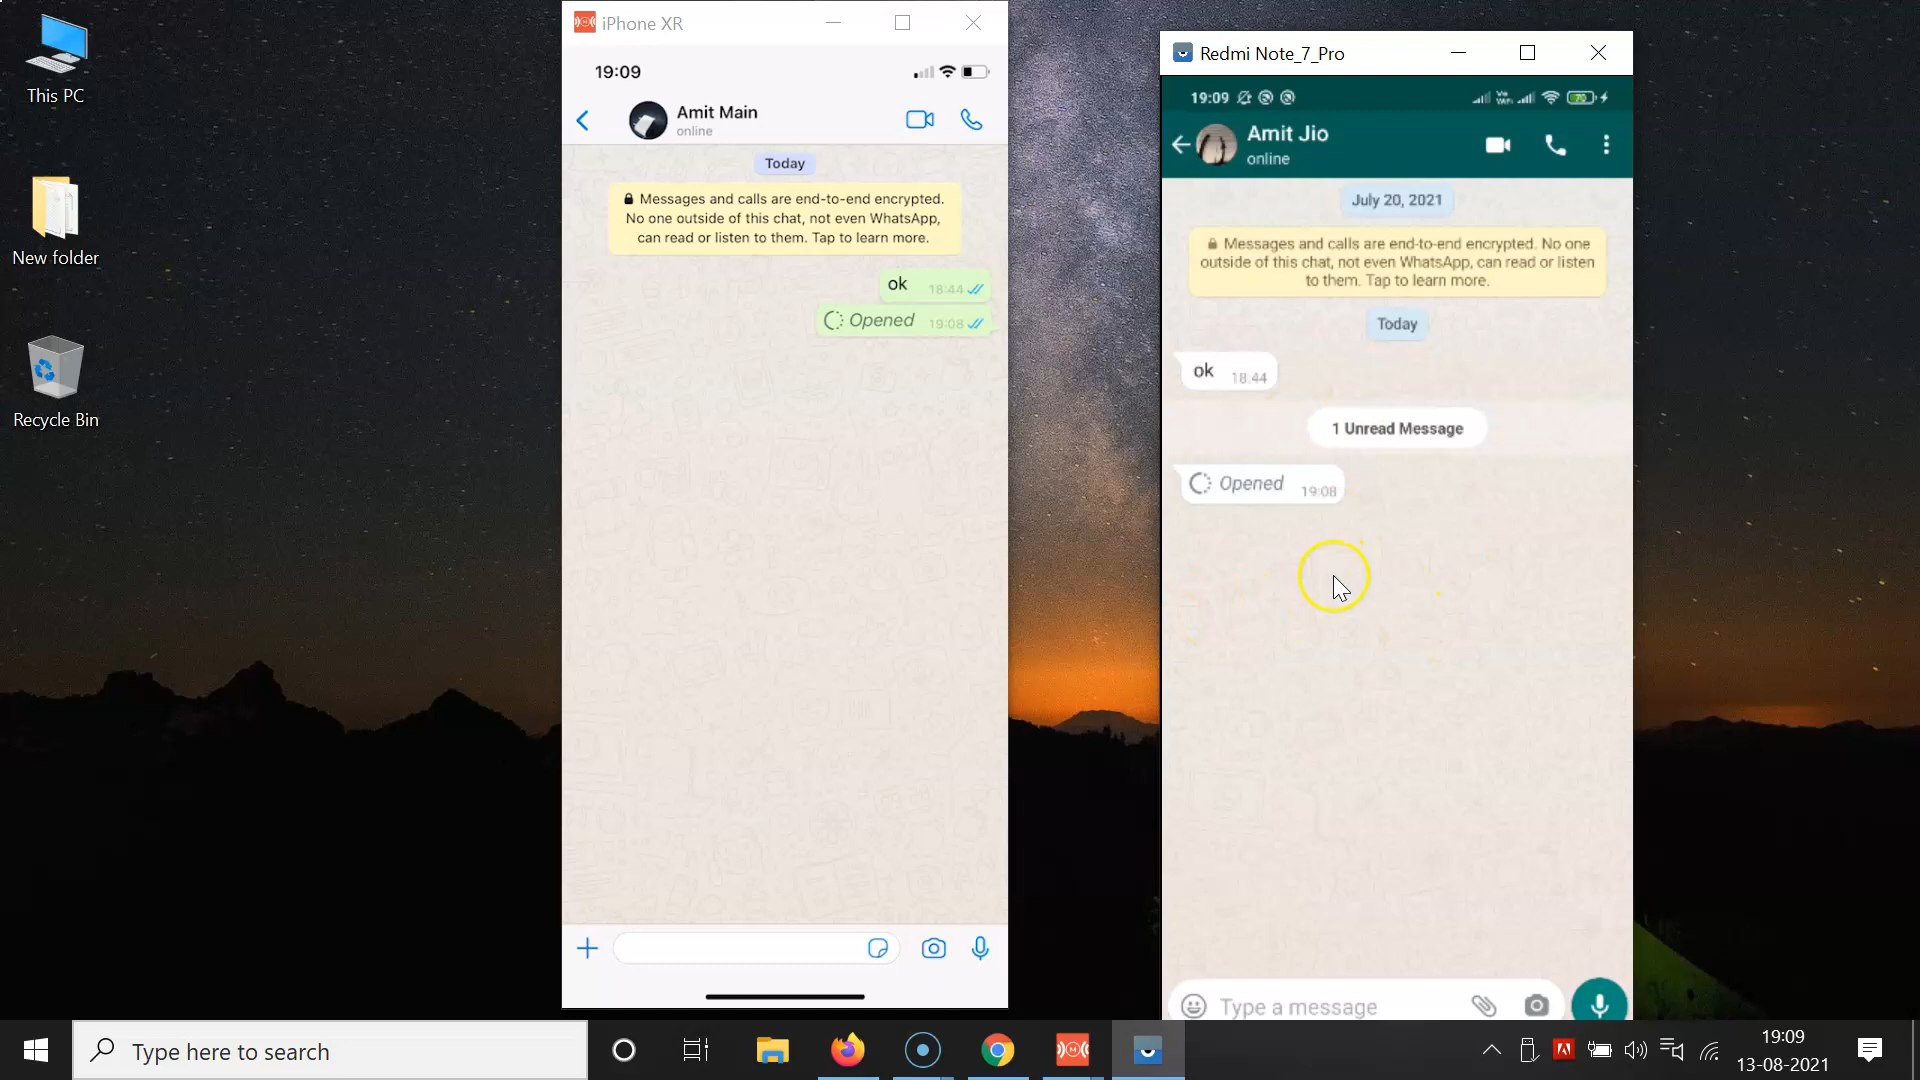 This PC
New folder
Recycle Bin
iPhone XR
19:09
Amit Main
online
Today
Messages and calls are end-to-end encrypted.
No one outside of this chat, not even WhatsApp,
can read or listen to them. Tap to learn more.
ok 18:44
Opened 19:08
Redmi Note_7_Pro
19:09
70
Amit Jio
online
July 20, 2021
Messages and calls are end-to-end encrypted. No one
outside of this chat, not even WhatsApp, can read or listen
to them. Tap to learn more.
Today
ok 18:44
1 Unread Message
Opened 19:08
Type a message
Type here to search
19:09
13-08-2021